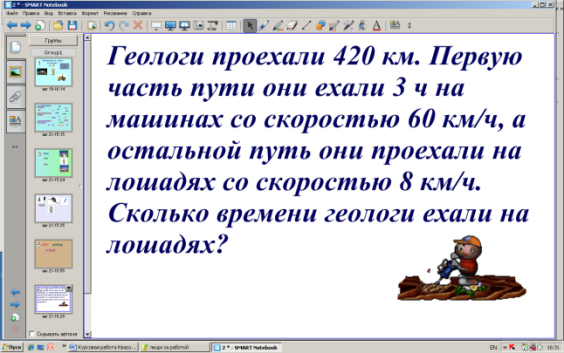 2 * - SMART Notebook
Файл Правка Вид Вставка Формат Рисование Справка
Группы
Group1
Геологи проехали 420 км. Первую
часть пути они ехали 3 ч на
машинах со скоростью 60 км/ч, а
остальной путь они проехали на
лошадях со скоростью 8 км/ч.
Сколько времени геологи ехали на
лошадях?
Скрывать автома
Пуск
Курсовая работа Квасо...
люди за работой
2 * - SMART Notebook
EN
16:31